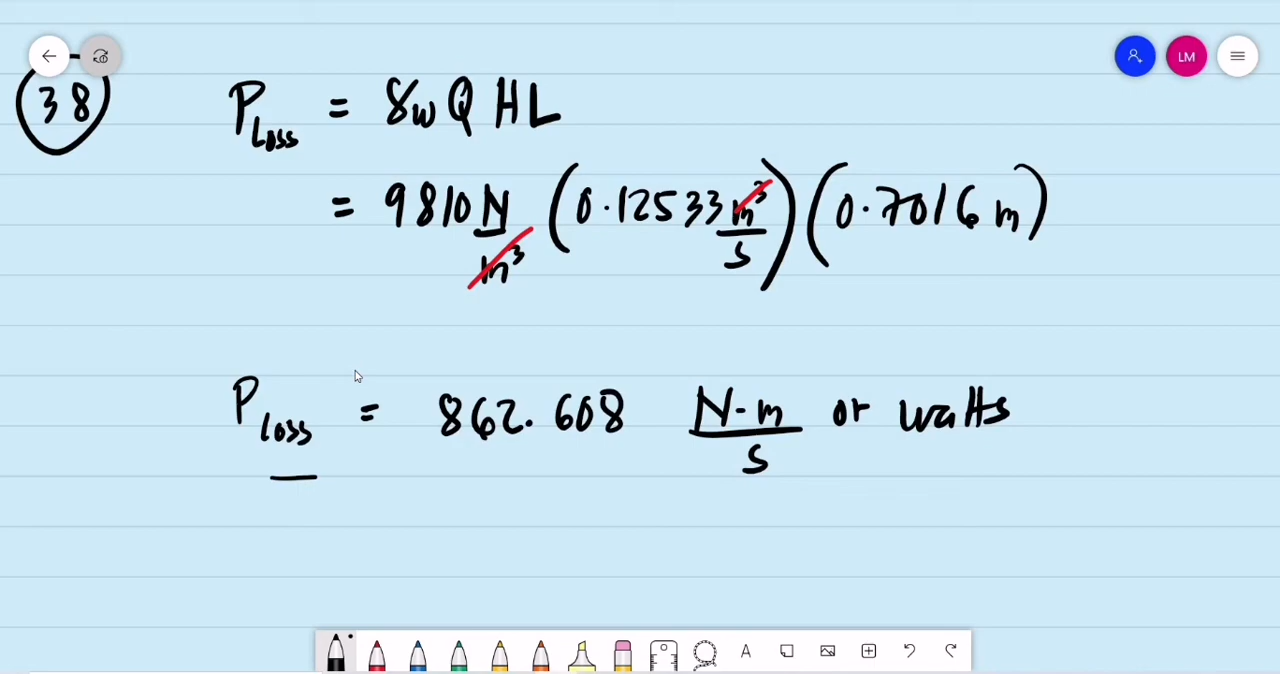 LM
38 P_Loss = γw Q HL
= 9810 N/m³ (0.12533 m³/s) (0.7016 m)
P_loss = 862.608 N-m/s or watts
A